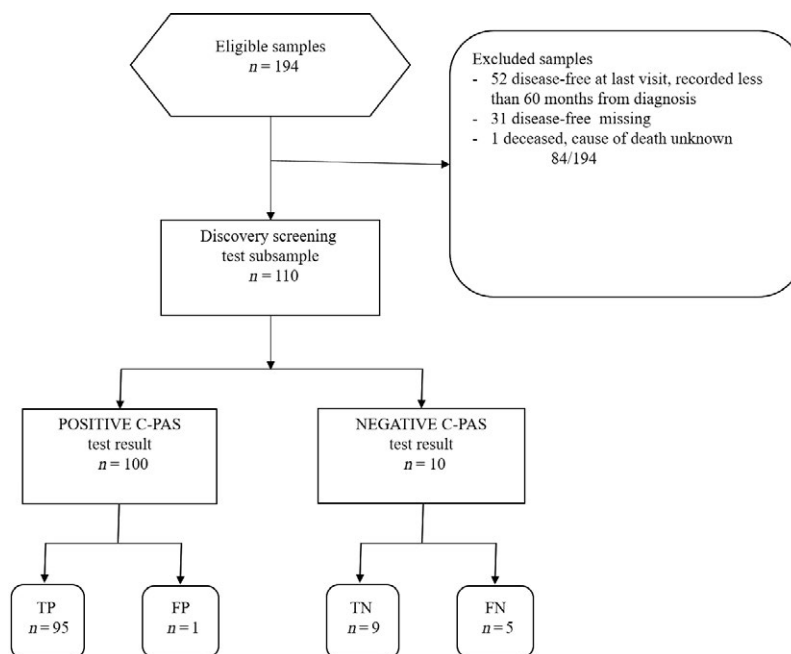 Eligible samples
n = 194
Excluded samples
- 52 disease-free at last visit, recorded less
than 60 months from diagnosis
- 31 disease-free missing
- 1 deceased, cause of death unknown
84/194
Discovery screening
test subsample
n = 110
POSITIVE C-PAS
test result
n = 100
NEGATIVE C-PAS
test result
n = 10
TP
n = 95
FP
n = 1
TN
n = 9
FN
n = 5